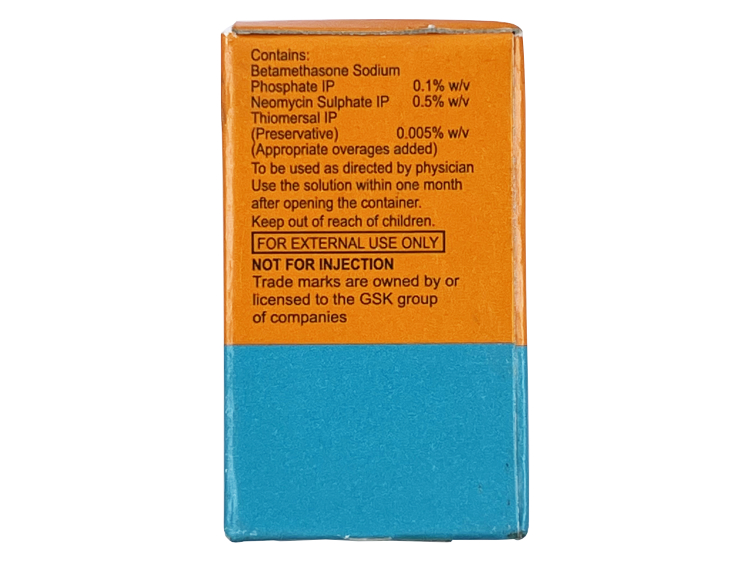 Contains:
Betamethasone Sodium
Phosphate IP 0.1% w/v
Neomycin Sulphate IP 0.5% w/v
Thiomersal IP
(Preservative) 0.005% w/v
(Appropriate overages added)
To be used as directed by physician
Use the solution within one month
after opening the container.
Keep out of reach of children.
FOR EXTERNAL USE ONLY
NOT FOR INJECTION
Trade marks are owned by or
licensed to the GSK group
of companies